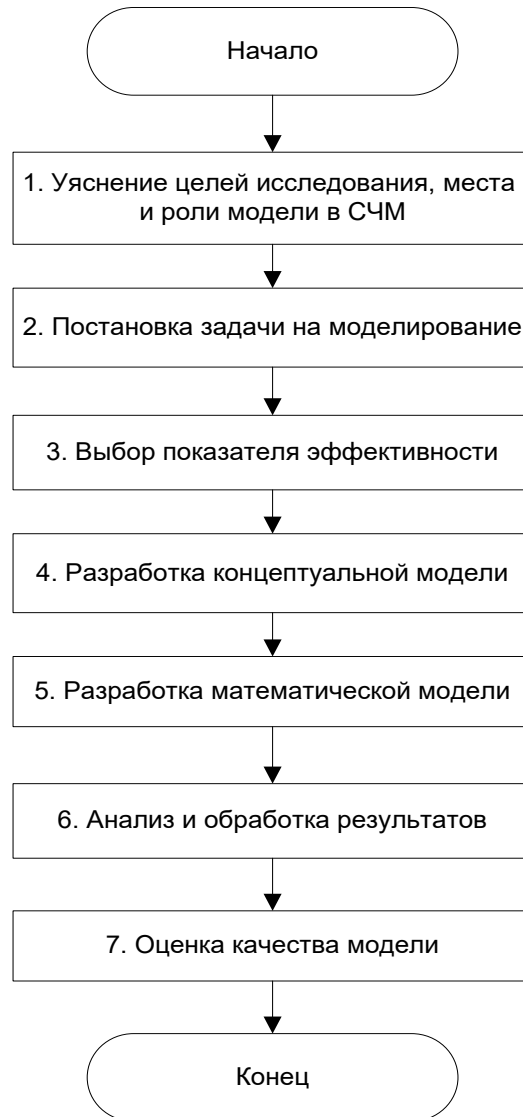 Начало
1. Уяснение целей исследования, места
и роли модели в СЧМ
2. Постановка задачи на моделирование
3. Выбор показателя эффективности
4. Разработка концептуальной модели
5. Разработка математической модели
6. Анализ и обработка результатов
7. Оценка качества модели
Конец